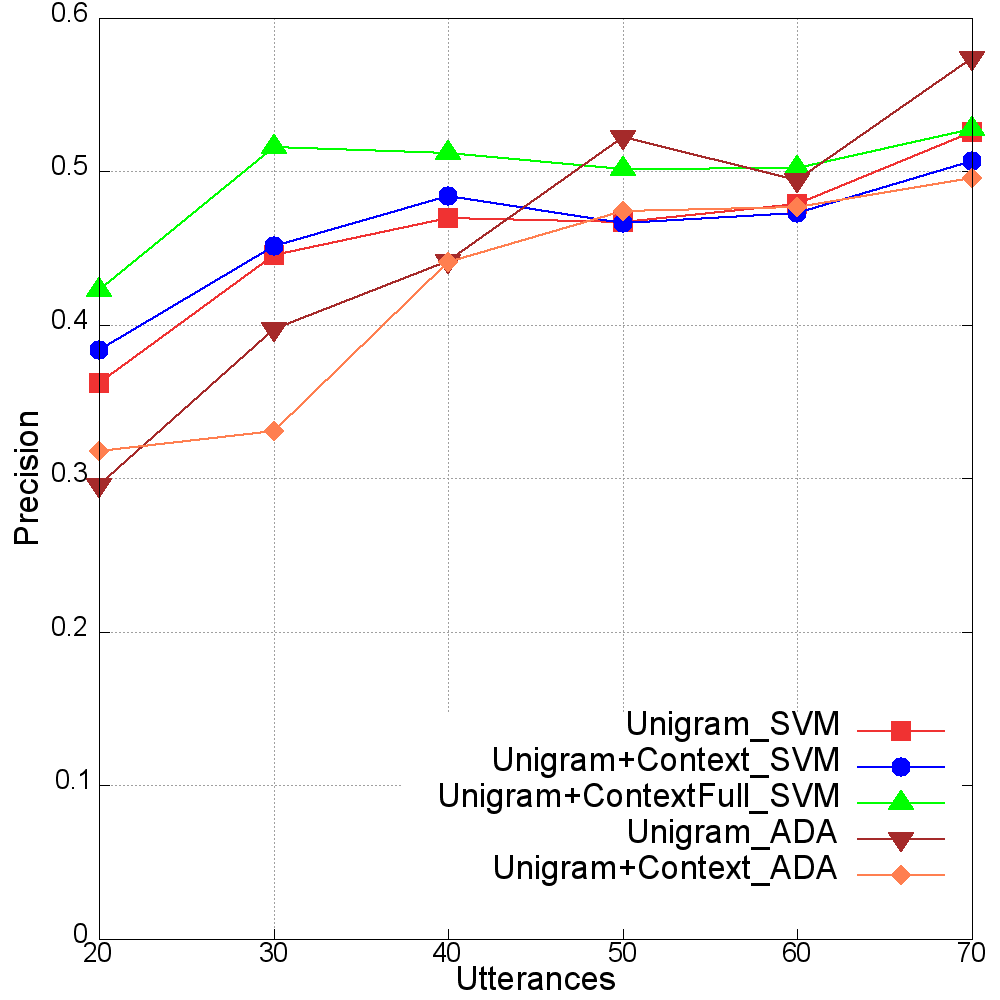 0.6
0.5
0.4
0.3
0.2
0.1
0
Precision
20 30 40 50 60 70
Utterances
Unigram_SVM
Unigram+Context_SVM
Unigram+ContextFull_SVM
Unigram_ADA
Unigram+Context_ADA